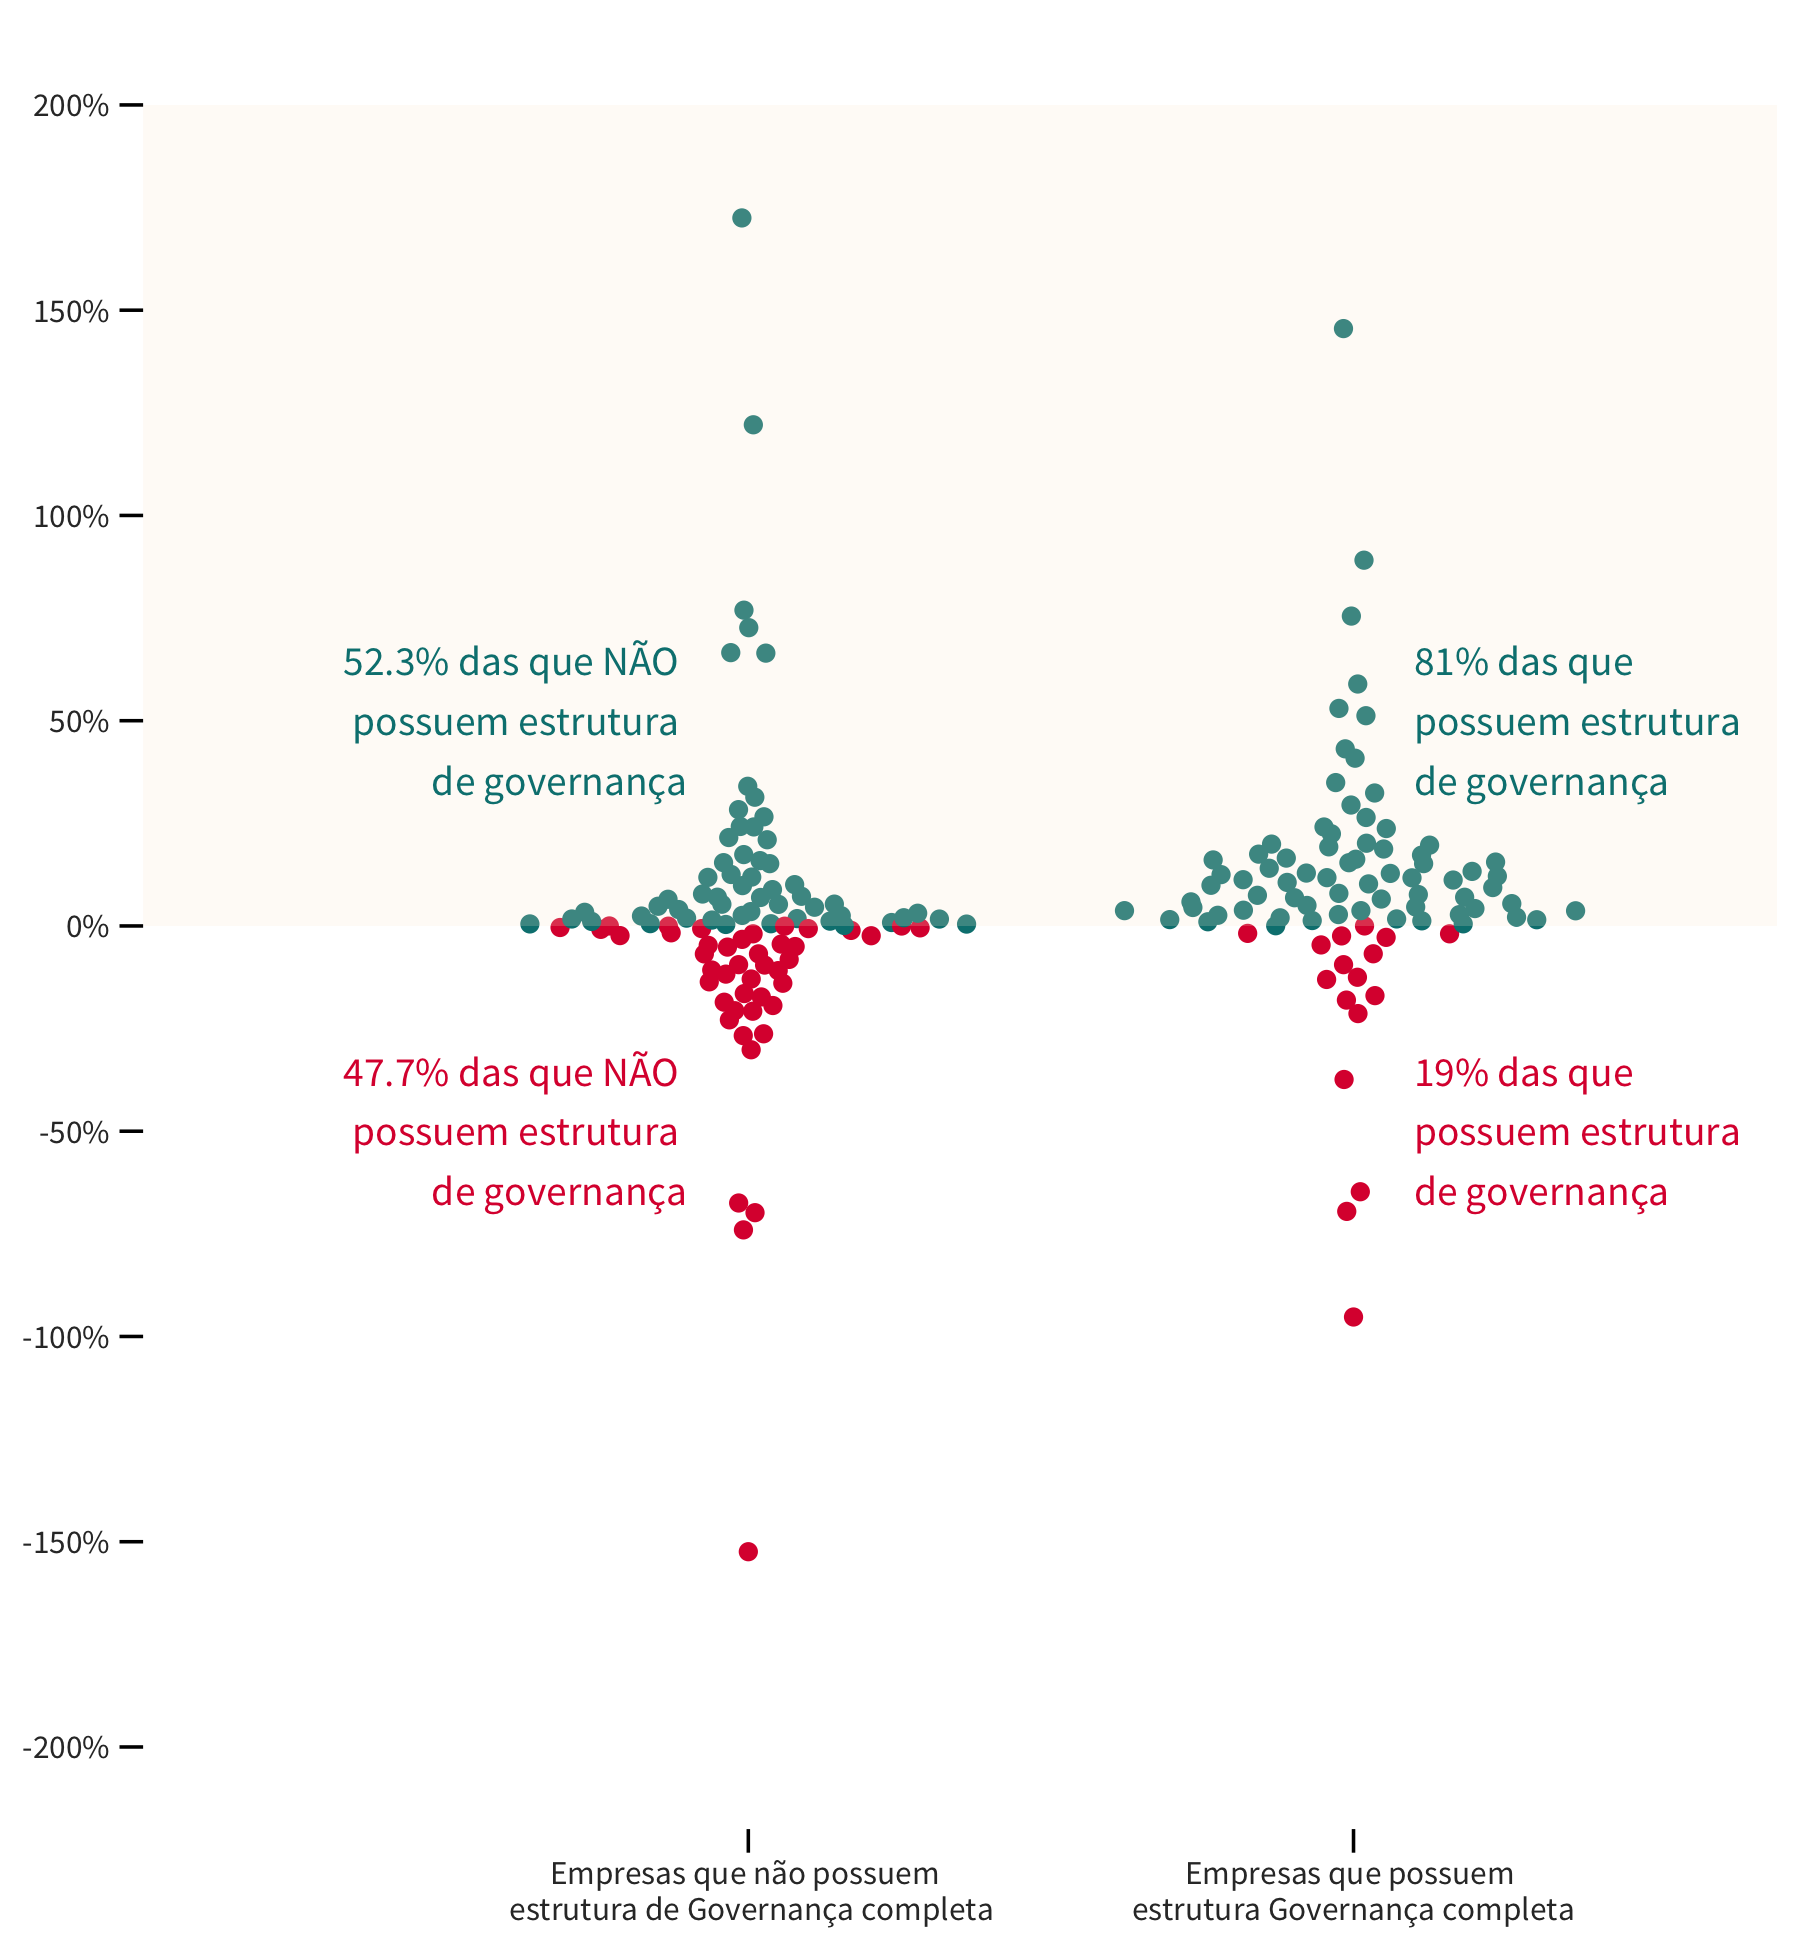 200%
150%
100%
50%
0%
-50%
-100%
-150%
-200%
52.3% das que NÃO
possuem estrutura
de governança
81% das que
possuem estrutura
de governança
47.7% das que NÃO
possuem estrutura
de governança
19% das que
possuem estrutura
de governança
Empresas que não possuem
estrutura de Governança completa
Empresas que possuem
estrutura Governança completa